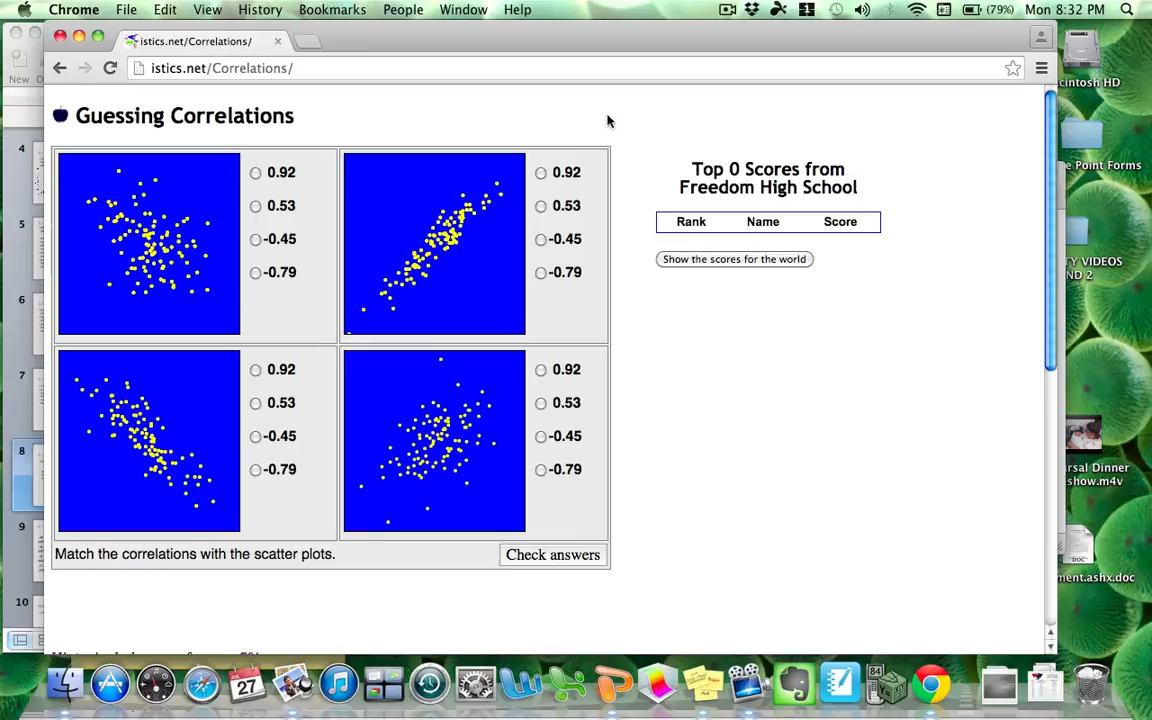 Chrome File Edit View History Bookmarks People Window Help
(79%) Mon 8:32 PM
istics.net/Correlations/
istics.net/Correlations/
New
Guessing Correlations
0.92
0.53
-0.45
-0.79
0.92
0.53
-0.45
-0.79
0.92
0.53
-0.45
-0.79
0.92
0.53
-0.45
-0.79
Match the correlations with the scatter plots.
Check answers
Top 0 Scores from
Freedom High School
Rank Name Score
Show the scores for the world
4
5
6
7
8
9
10
cintosh HD
e Point Forms
TY VIDEOS
ND 2
arsal Dinner
show.m4v
DOC
ment.ashx.doc
27